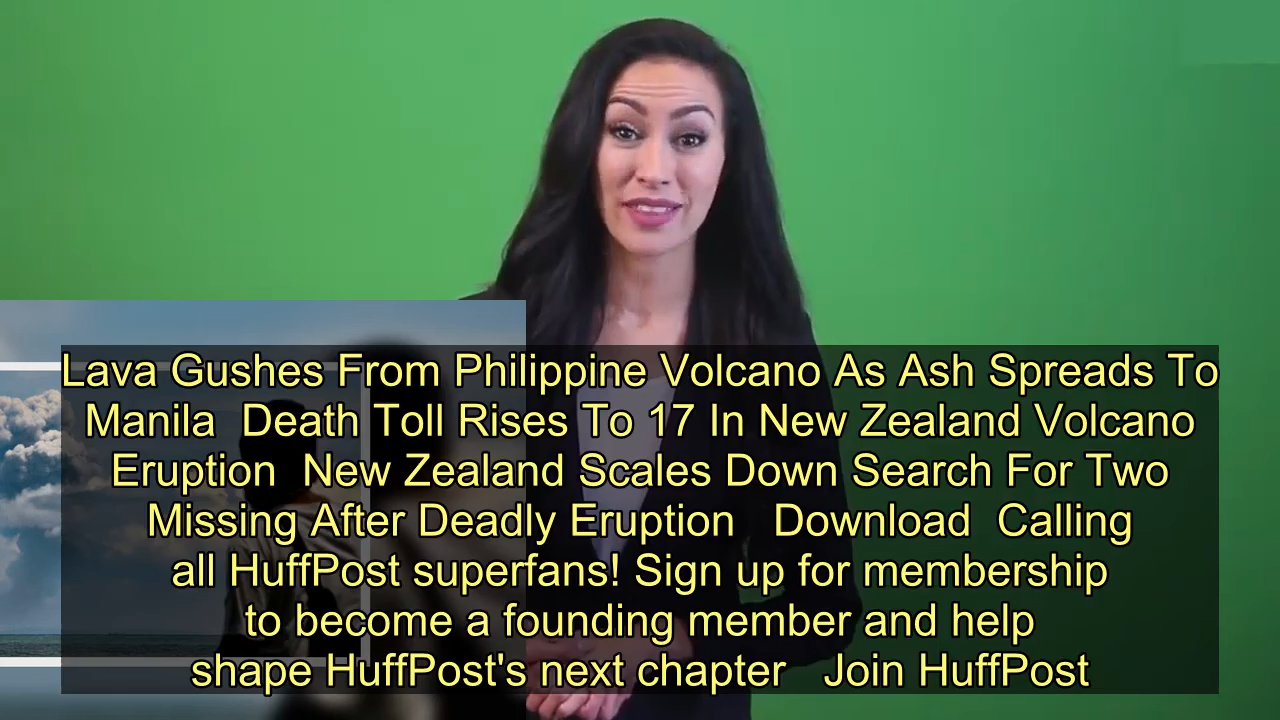 Lava Gushes From Philippine Volcano As Ash Spreads To
Manila  Death Toll Rises To 17 In New Zealand Volcano
Eruption  New Zealand Scales Down Search For Two
Missing After Deadly Eruption   Download  Calling
all HuffPost superfans! Sign up for membership
to become a founding member and help
shape HuffPost's next chapter   Join HuffPost